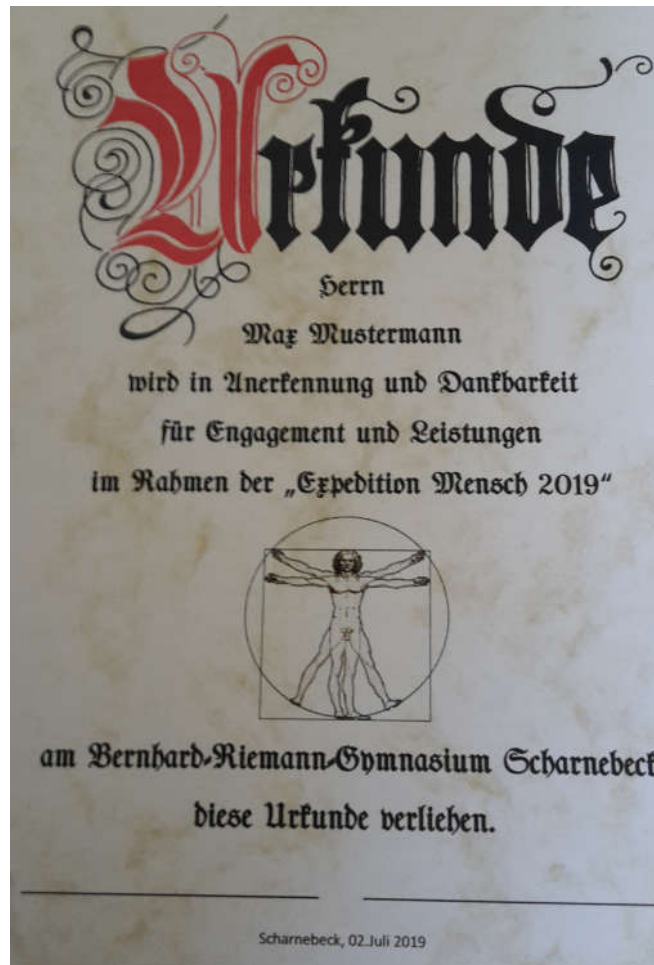 Urkunde
Herrn
Max Mustermann
wird in Anerkennung und Dankbarkeit
für Engagement und Leistungen
im Rahmen der „Expedition Mensch 2019“
am Bernhard-Riemann-Gymnasium Scharnebeck
diese Urkunde verliehen.
Scharnebeck, 02.Juli 2019